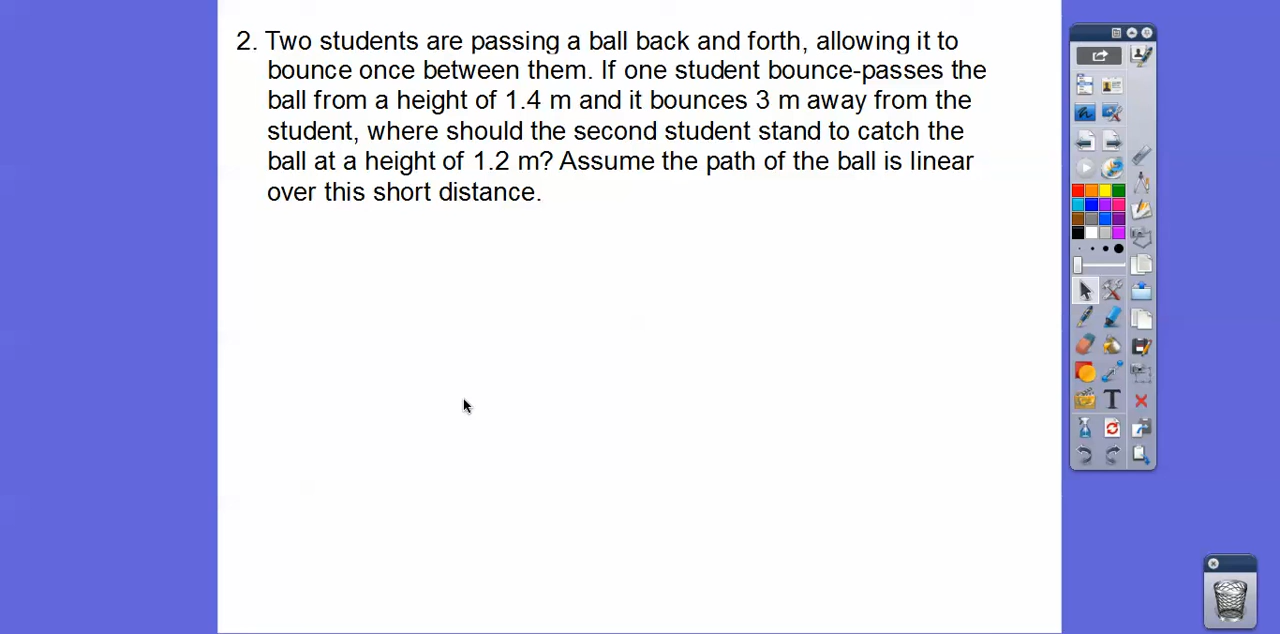 2. Two students are passing a ball back and forth, allowing it to
bounce once between them. If one student bounce-passes the
ball from a height of 1.4 m and it bounces 3 m away from the
student, where should the second student stand to catch the
ball at a height of 1.2 m? Assume the path of the ball is linear
over this short distance.
T